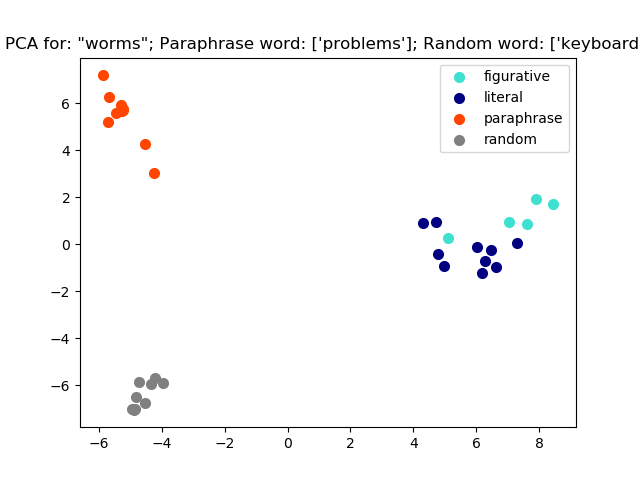 PCA for: "worms"; Paraphrase word: ['problems']; Random word: ['keyboard
figurative
literal
paraphrase
random
6
4
2
0
−2
−4
−6
−6 −4 −2 0 2 4 6 8